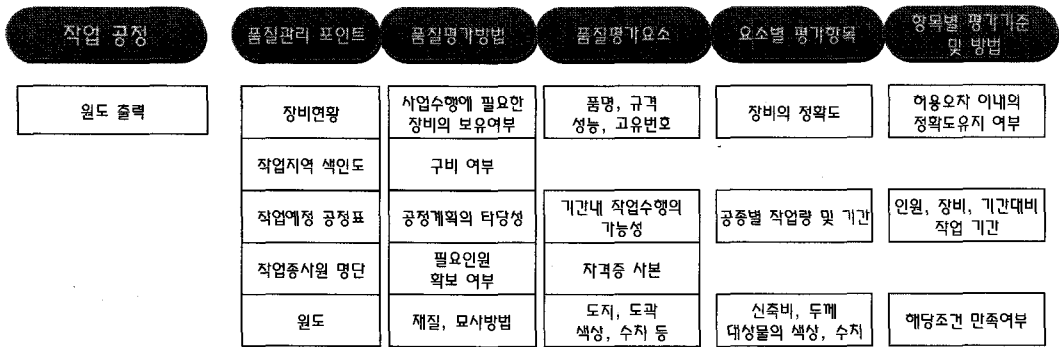 작업 공정
품질관리 포인트
품질평가방법
품질평가요소
요소별 평가항목
항목별 평가기준
및 방법
원도 출력
장비현황
사업수행에 필요한
장비의 보유여부
품명, 규격
성능, 고유번호
장비의 정확도
허용오차 이내의
정확도유지 여부
작업지역 색인도
구비 여부
작업예정 공정표
공정계획의 타당성
기간내 작업수행의
가능성
공종별 작업량 및 기간
인원, 장비, 기간대비
작업 기간
작업종사원 명단
필요인원
확보 여부
자격증 사본
원도
재질, 묘사방법
도지, 도곽
색상, 수치 등
신축비, 두께
대상물의 색상, 수치
해당조건 만족여부